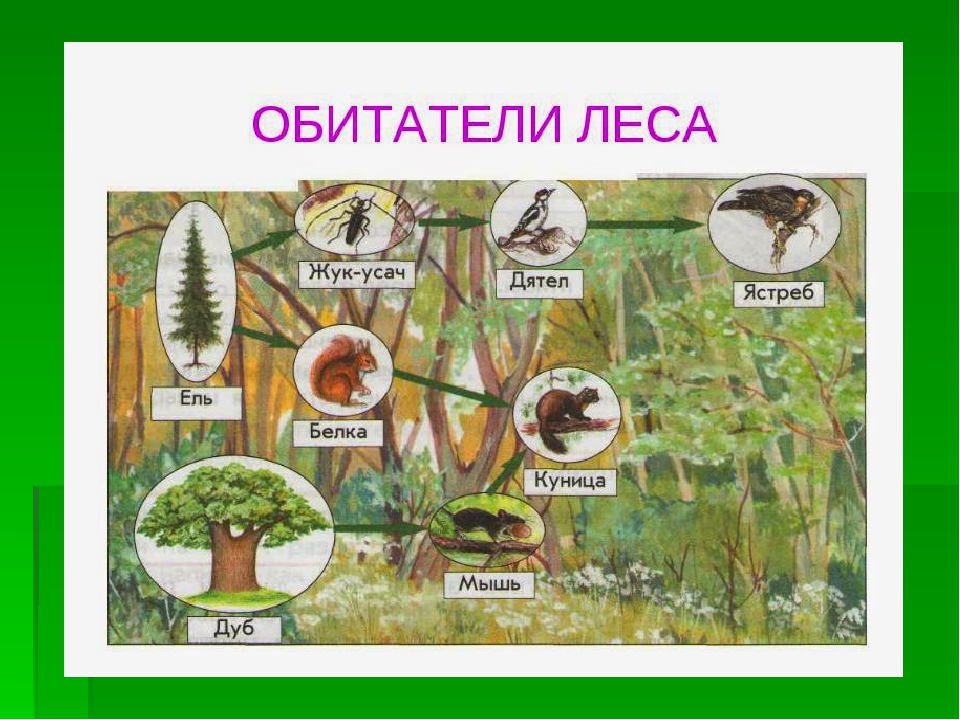 ОБИТАТЕЛИ ЛЕСА
Жук-усач
Дятел
Ястреб
Ель
Белка
Куница
Мышь
Дуб